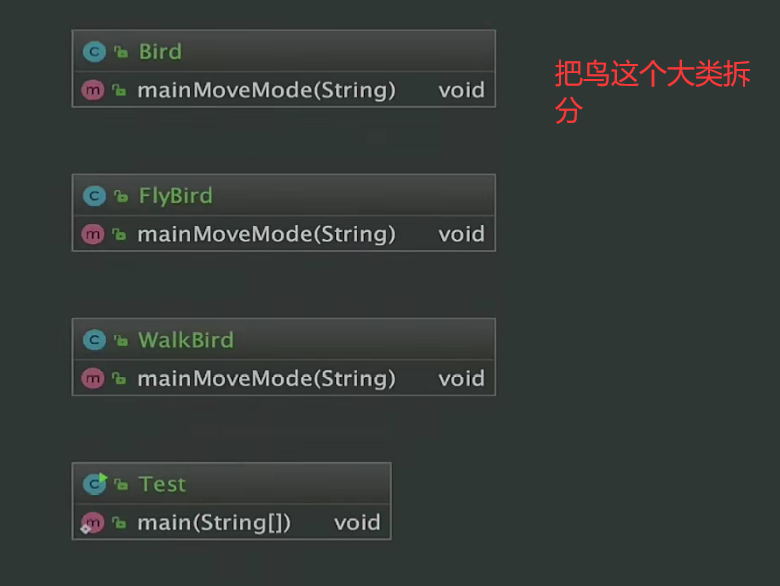 Bird
mainMoveMode(String) void
把鸟这个大类拆
分
FlyBird
mainMoveMode(String) void
WalkBird
mainMoveMode(String) void
Test
main(String[]) void